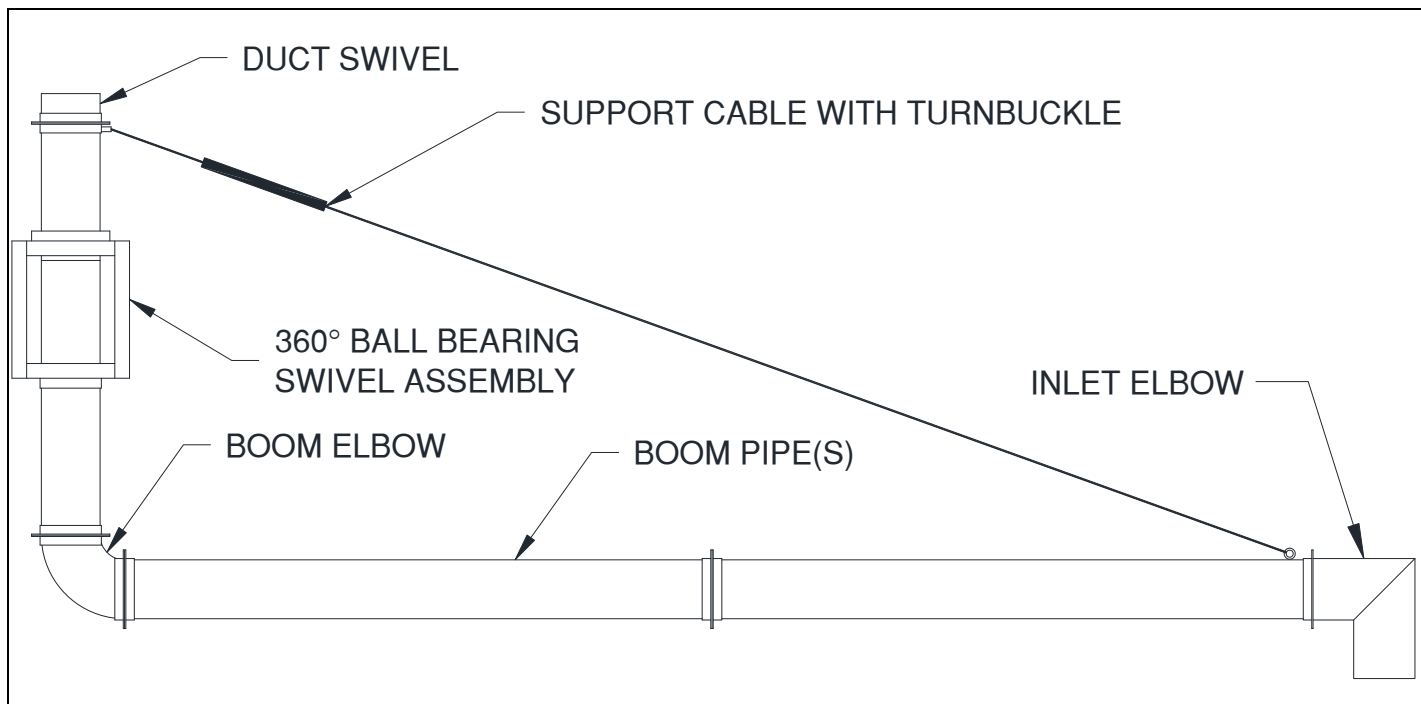 DUCT SWIVEL
SUPPORT CABLE WITH TURNBUCKLE
360° BALL BEARING
SWIVEL ASSEMBLY
INLET ELBOW
BOOM ELBOW
BOOM PIPE(S)